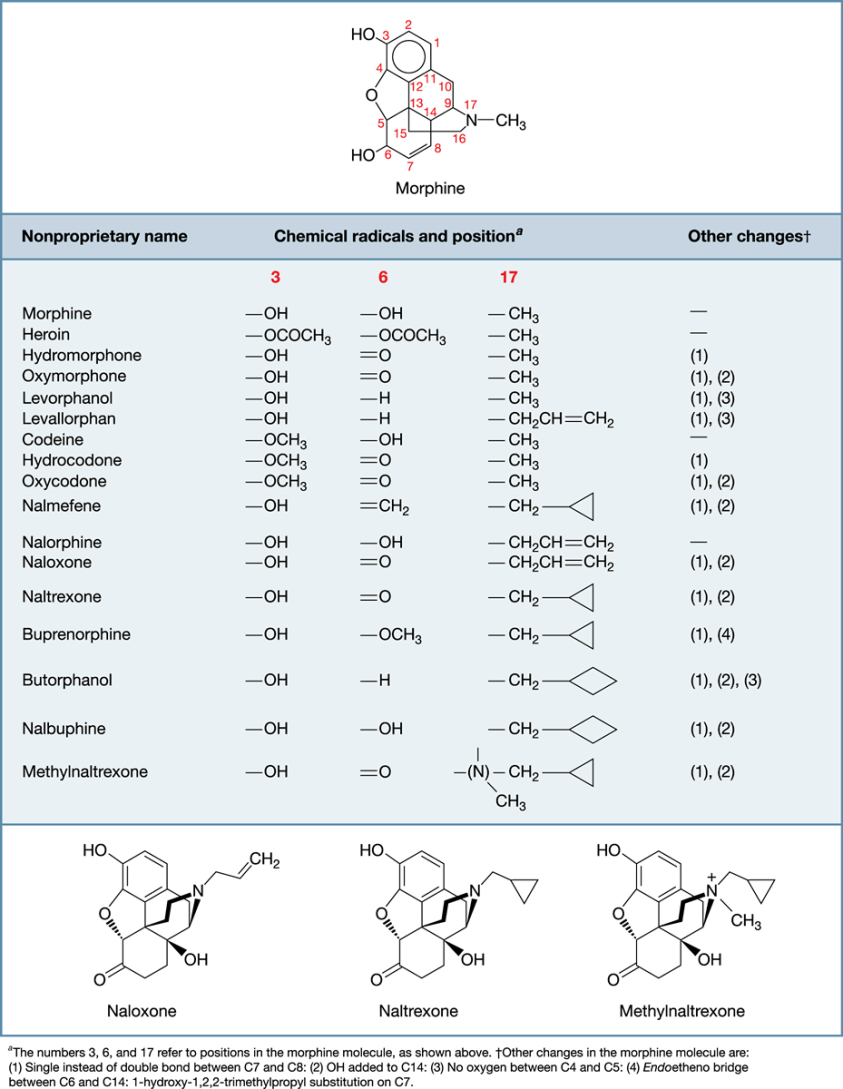 2
HO 3 1
4 11 10
12
O 13 9 17
14 N—CH₃
5 15 16
HO 6 8
7
Morphine
Nonproprietary name Chemical radicals and positionᵃ Other changes†
3 6 17
Morphine —OH —OH —CH₃ —
Heroin —OCOCH₃ —OCOCH₃ —CH₃ —
Hydromorphone —OH =O —CH₃ (1)
Oxymorphone —OH =O —CH₃ (1), (2)
Levorphanol —OH —H —CH₃ (1), (3)
Levallorphan —OH —H —CH₂CH=CH₂ (1), (3)
Codeine —OCH₃ —OH —CH₃ —
Hydrocodone —OCH₃ =O —CH₃ (1)
Oxycodone —OCH₃ =O —CH₃ (1), (2)
Nalmefene —OH =CH₂ —CH₂— (1), (2)
Nalorphine —OH —OH —CH₂CH=CH₂ —
Naloxone —OH =O —CH₂CH=CH₂ (1), (2)
Naltrexone —OH =O —CH₂— (1), (2)
Buprenorphine —OH —OCH₃ —CH₂— (1), (4)
Butorphanol —OH —H —CH₂— (1), (2), (3)
Nalbuphine —OH —OH —CH₂— (1), (2)
Methylnaltrexone —OH =O —(N)—CH₂— (1), (2)
CH₃
HO N CH₂ O OH O
HO N O OH O
HO N + CH₃ O OH O
Naloxone Naltrexone Methylnaltrexone
ᵃThe numbers 3, 6, and 17 refer to positions in the morphine molecule, as shown above. †Other changes in the morphine molecule are:
(1) Single instead of double bond between C7 and C8: (2) OH added to C14: (3) No oxygen between C4 and C5: (4) Endoetheno bridge
between C6 and C14: 1-hydroxy-1,2,2-trimethylpropyl substitution on C7.